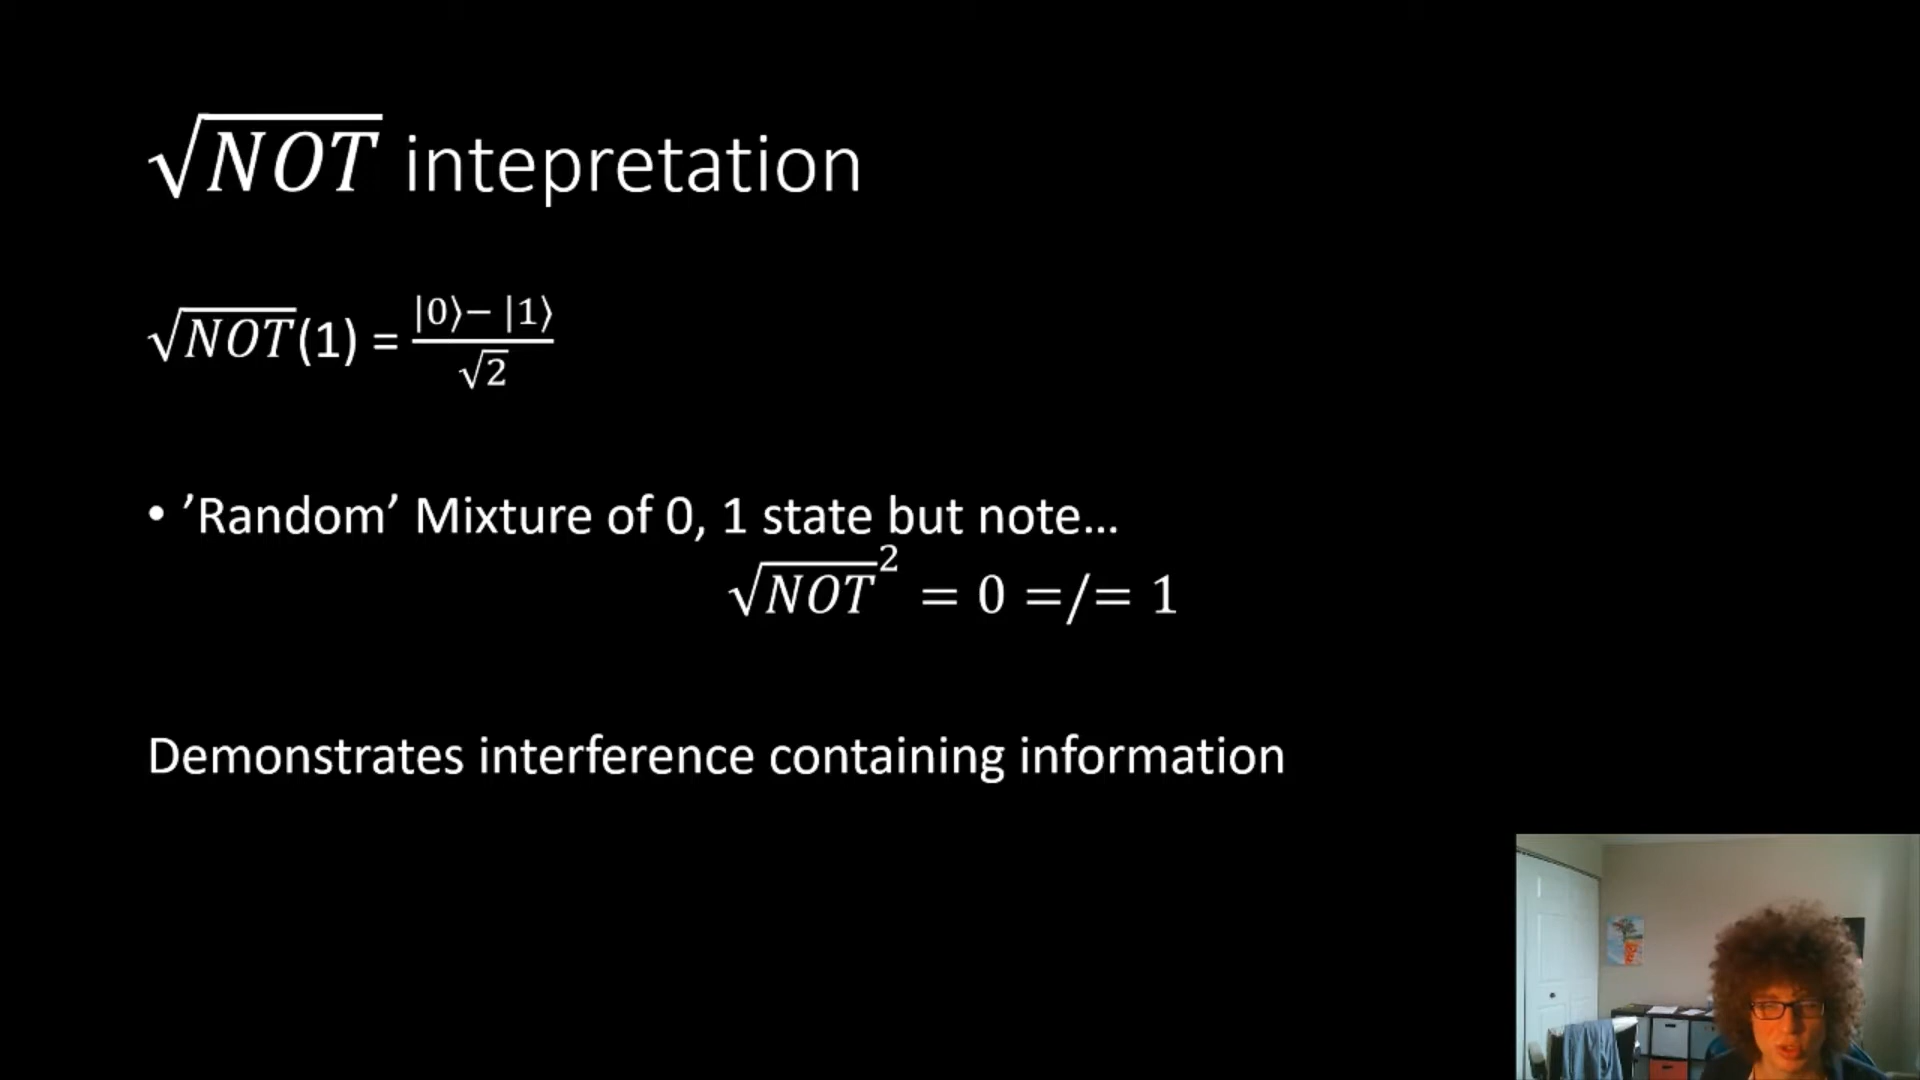 √NOT intepretation
√NOT(1) = |0⟩− |1⟩ / √2
• ’Random’ Mixture of 0, 1 state but note…
√NOT² = 0 =/= 1
Demonstrates interference containing information